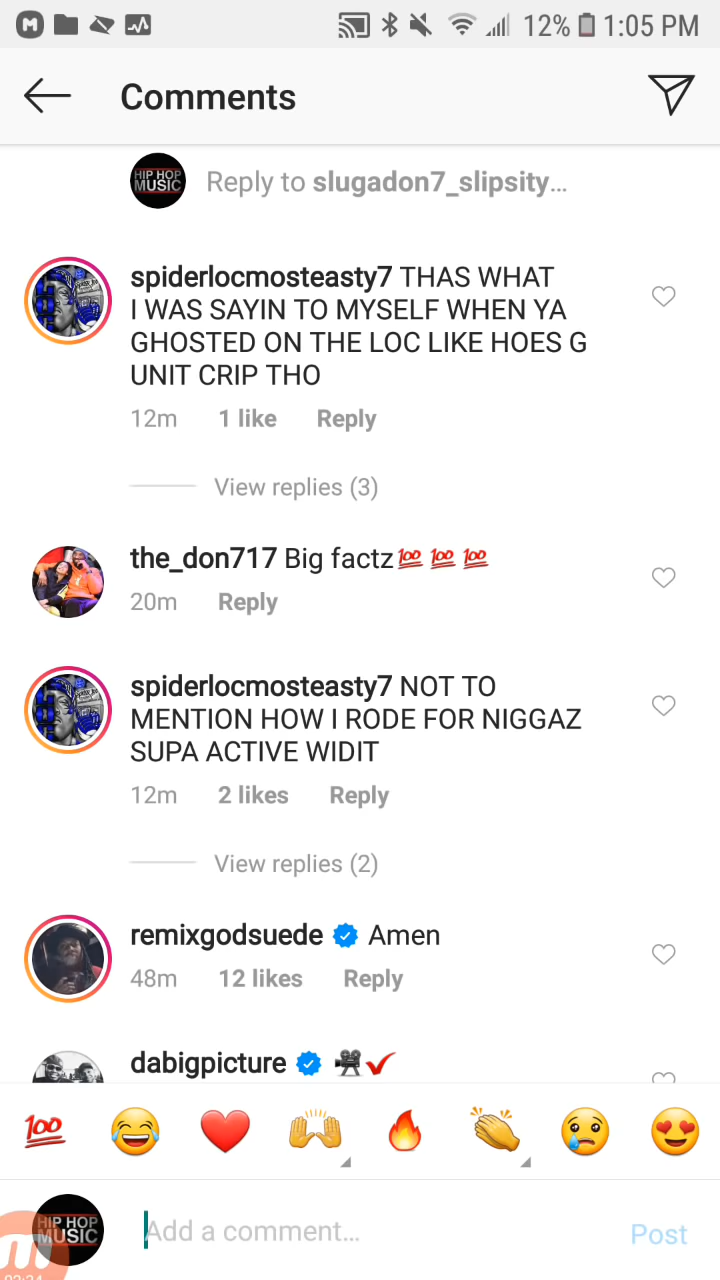 12% 1:05 PM
Comments
HIP HOP
MUSIC
Reply to slugadon7_slipsity...
spiderlocmosteasty7 THAS WHAT
I WAS SAYIN TO MYSELF WHEN YA
GHOSTED ON THE LOC LIKE HOES G
UNIT CRIP THO
12m 1 like Reply
View replies (3)
the_don717 Big factz💯💯💯
20m Reply
spiderlocmosteasty7 NOT TO
MENTION HOW I RODE FOR NIGGAZ
SUPA ACTIVE WIDIT
12m 2 likes Reply
View replies (2)
remixgodsuede Amen
48m 12 likes Reply
dabigpicture 🎥✔
💯 😂 ❤️ 🙌 🔥 👏 😢 😍
HIP HOP
MUSIC
Add a comment...
Post